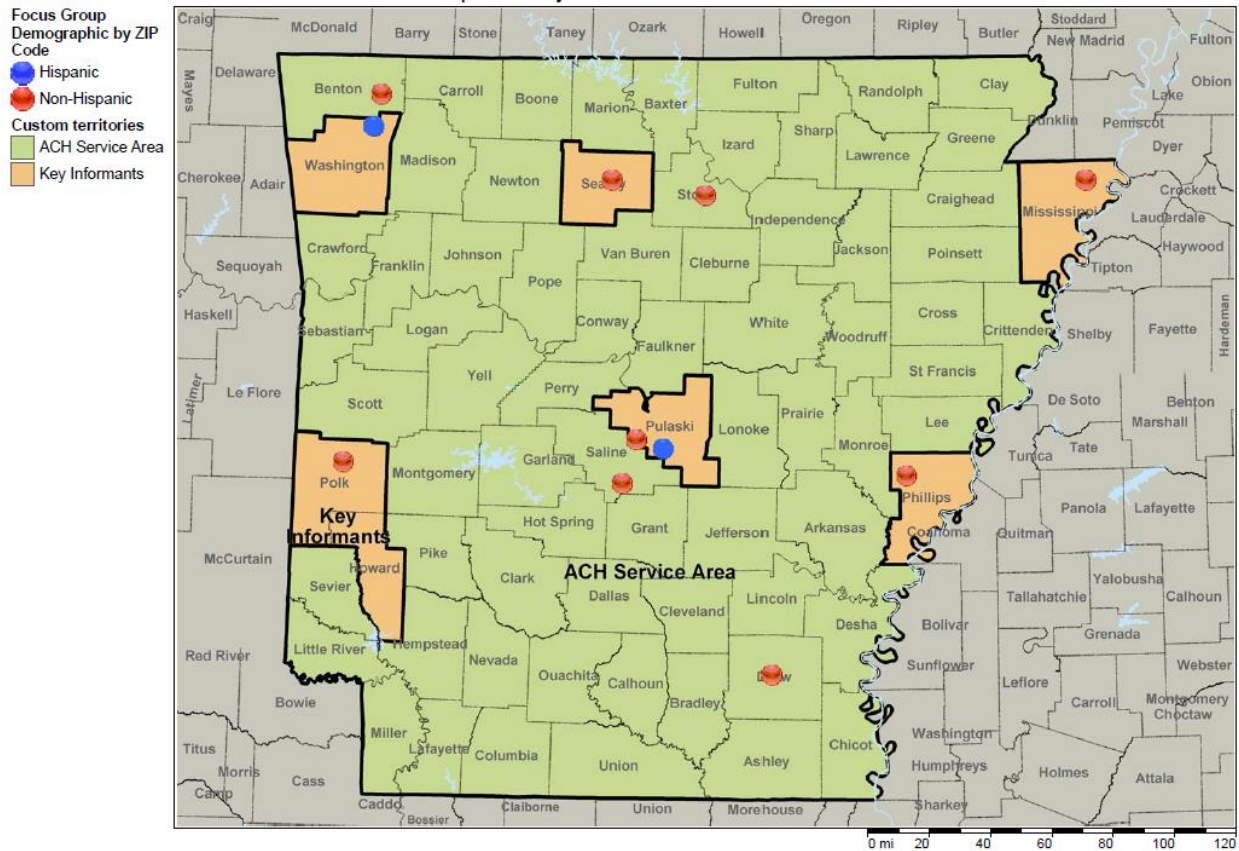 Focus Group
Demographic by ZIP
Code
Hispanic
Non-Hispanic
Custom territories
ACH Service Area
Key Informants
Craig
McDonald
Barry
Stone
Taney
Ozark
Howell
Oregon
Ripley
Butler
Stoddard
New Madrid
Fulton
Mayes
Delaware
Benton
Carroll
Boone
Marion
Baxter
Fulton
Randolph
Clay
Dunklin
Lake
Obion
Pemiscot
Dyer
Cherokee
Adair
Washington
Madison
Newton
Izard
Sharp
Lawrence
Greene
Craighead
Mississippi
Crockett
Lauderdale
Haywood
Sequoyah
Crawford
Franklin
Johnson
Pope
Van Buren
Cleburne
Independence
Jackson
Poinsett
Tipton
Haskell
Sebastian
Logan
Conway
Faulkner
White
Woodruff
Cross
Crittenden
Shelby
Fayette
Hardeman
Latimer
Le Flore
Scott
Yell
Perry
Pulaski
Lonoke
Prairie
St Francis
Lee
Monroe
De Soto
Benton
Marshall
Tate
Tunica
Polk
Montgomery
Garland
Saline
Phillips
Coahoma
Panola
Lafayette
Quitman
Key
Informants
Hot Spring
Grant
Jefferson
Arkansas
McCurtain
Howard
Pike
Clark
ACH Service Area
Sevier
Dallas
Cleveland
Lincoln
Desha
Bolivar
Tallahatchie
Yalobusha
Calhoun
Grenada
Red River
Little River
Hempstead
Nevada
Ouachita
Calhoun
Bradley
Sunflower
Leflore
Webster
Carroll
Montgomery
Choctaw
Bowie
Miller
Lafayette
Columbia
Union
Ashley
Chicot
Washington
Humphreys
Holmes
Attala
Titus
Morris
Camp
Cass
Caddo
Bossier
Claiborne
Union
Morehouse
Sharkey
0 mi 20 40 60 80 100 120